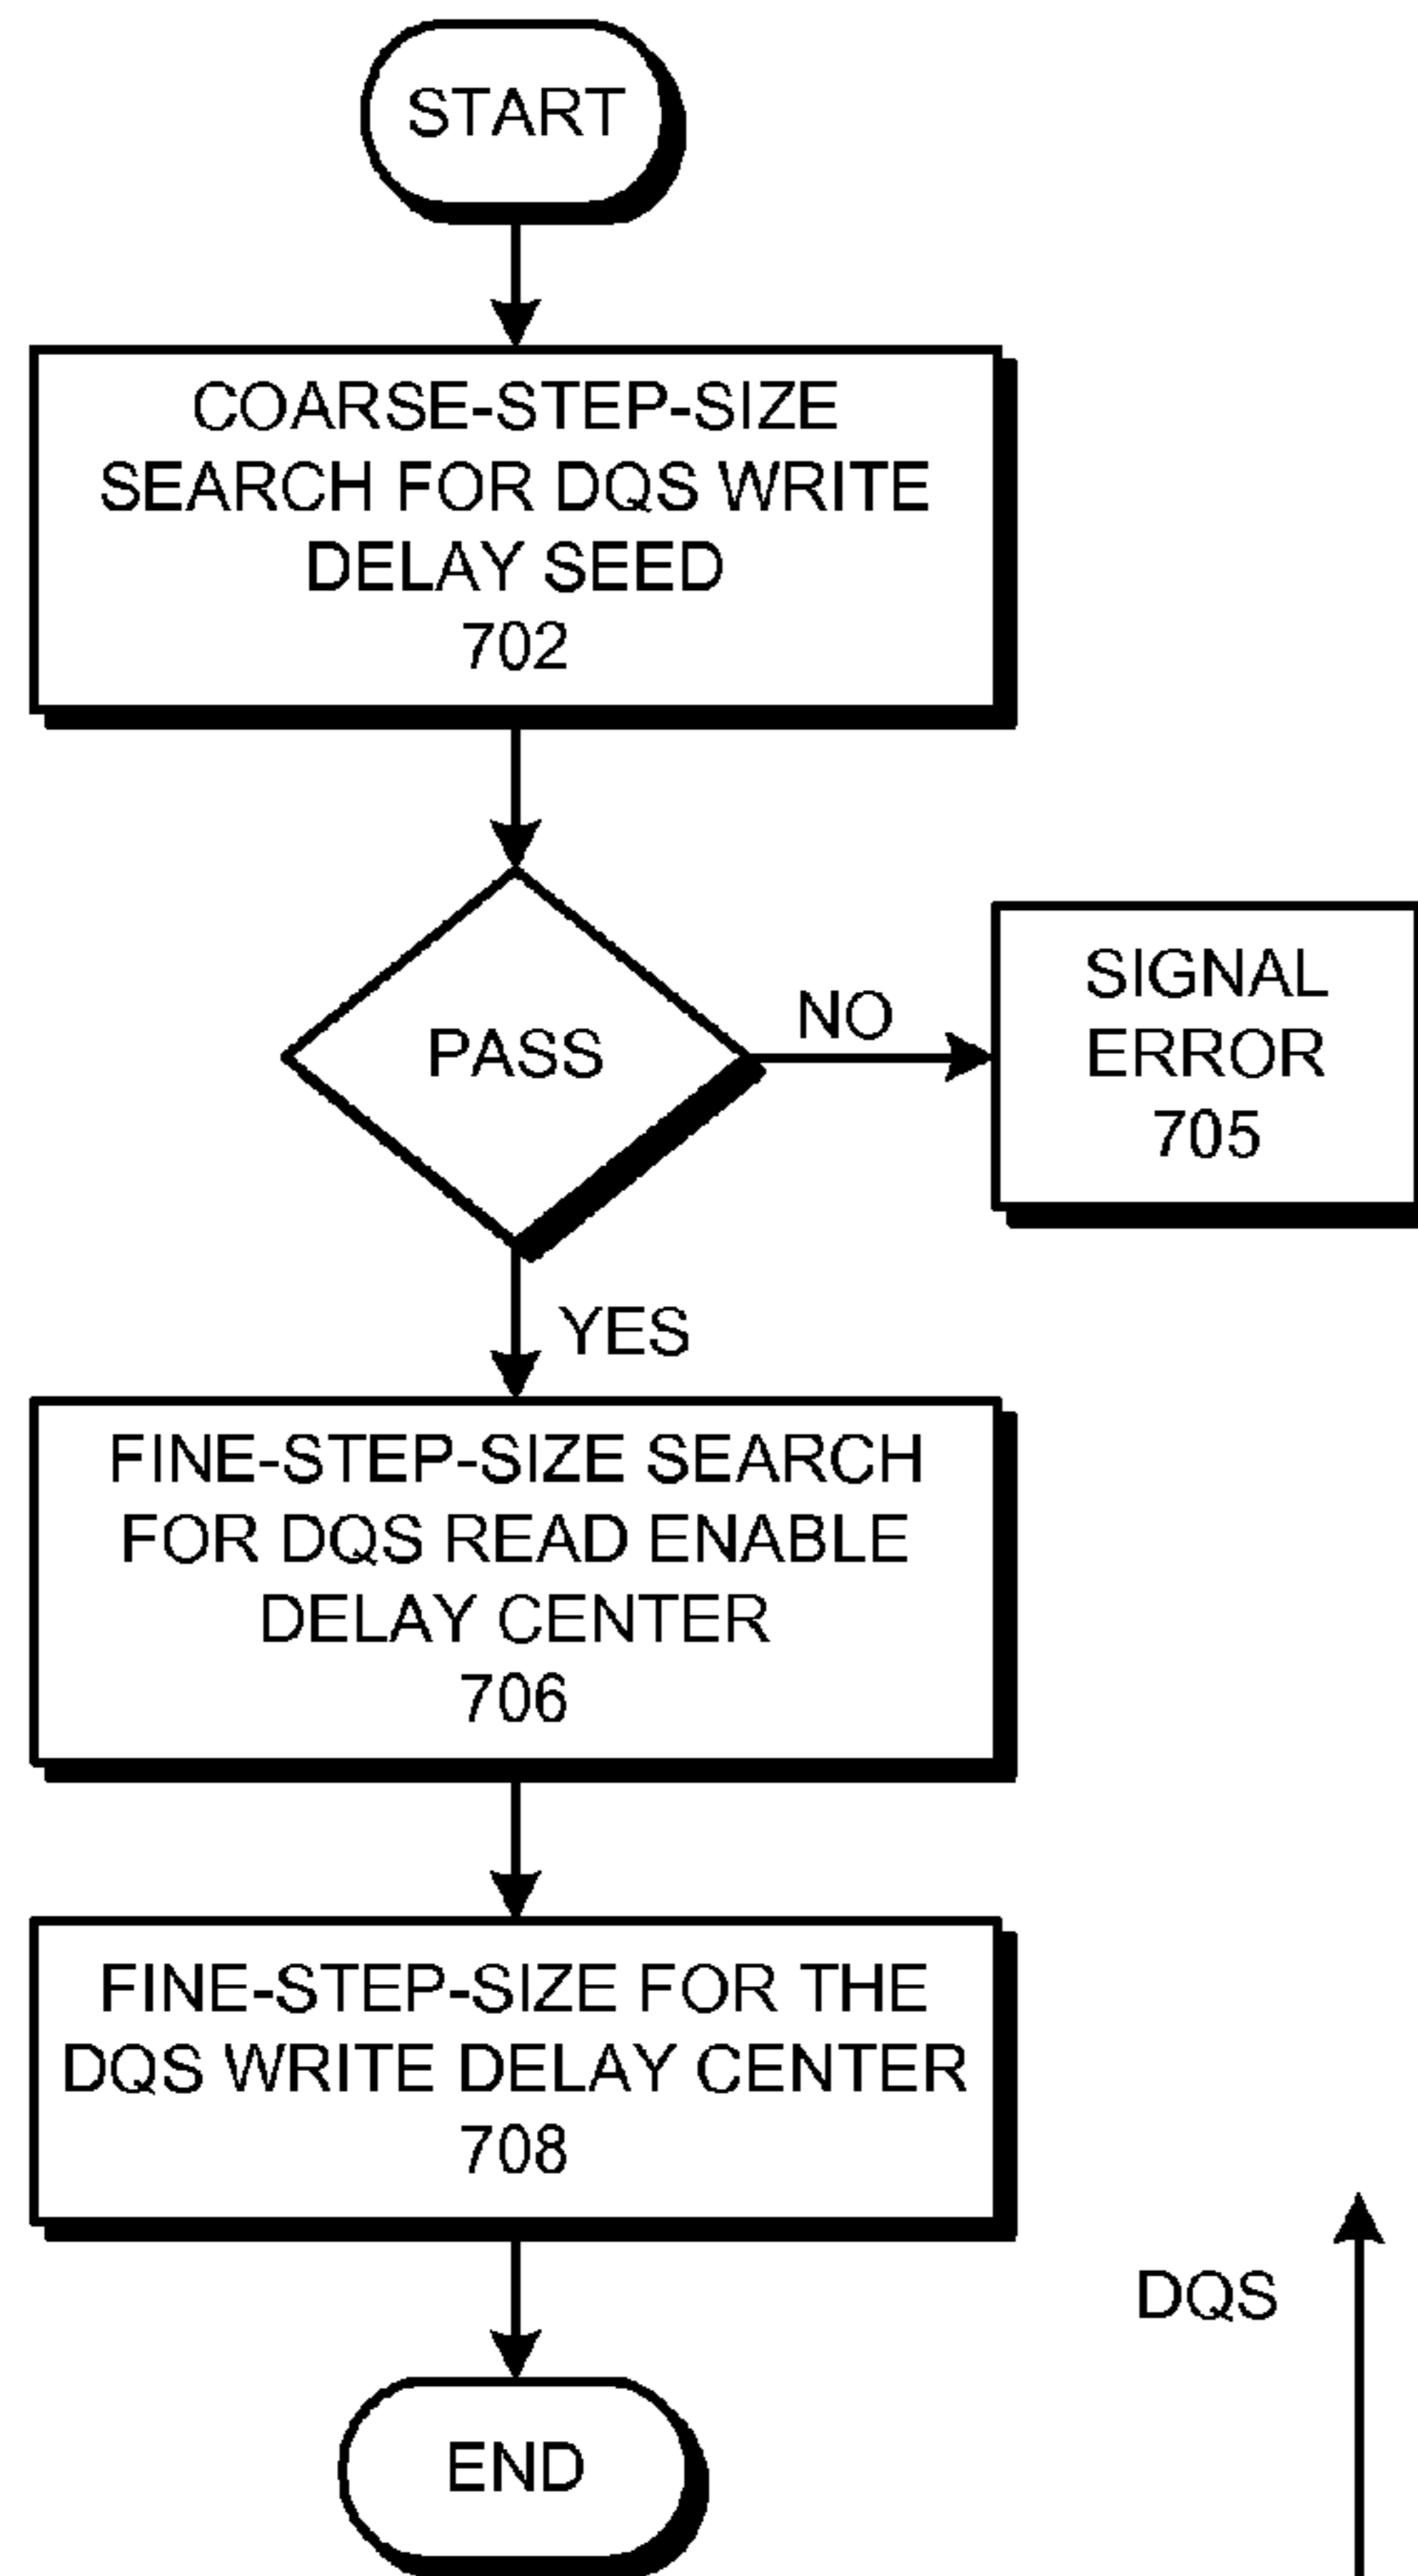 START
COARSE-STEP-SIZE
SEARCH FOR DQS WRITE
DELAY SEED
702
PASS
NO
SIGNAL
ERROR
705
YES
FINE-STEP-SIZE SEARCH
FOR DQS READ ENABLE
DELAY CENTER
706
FINE-STEP-SIZE FOR THE
DQS WRITE DELAY CENTER
708
DQS
END